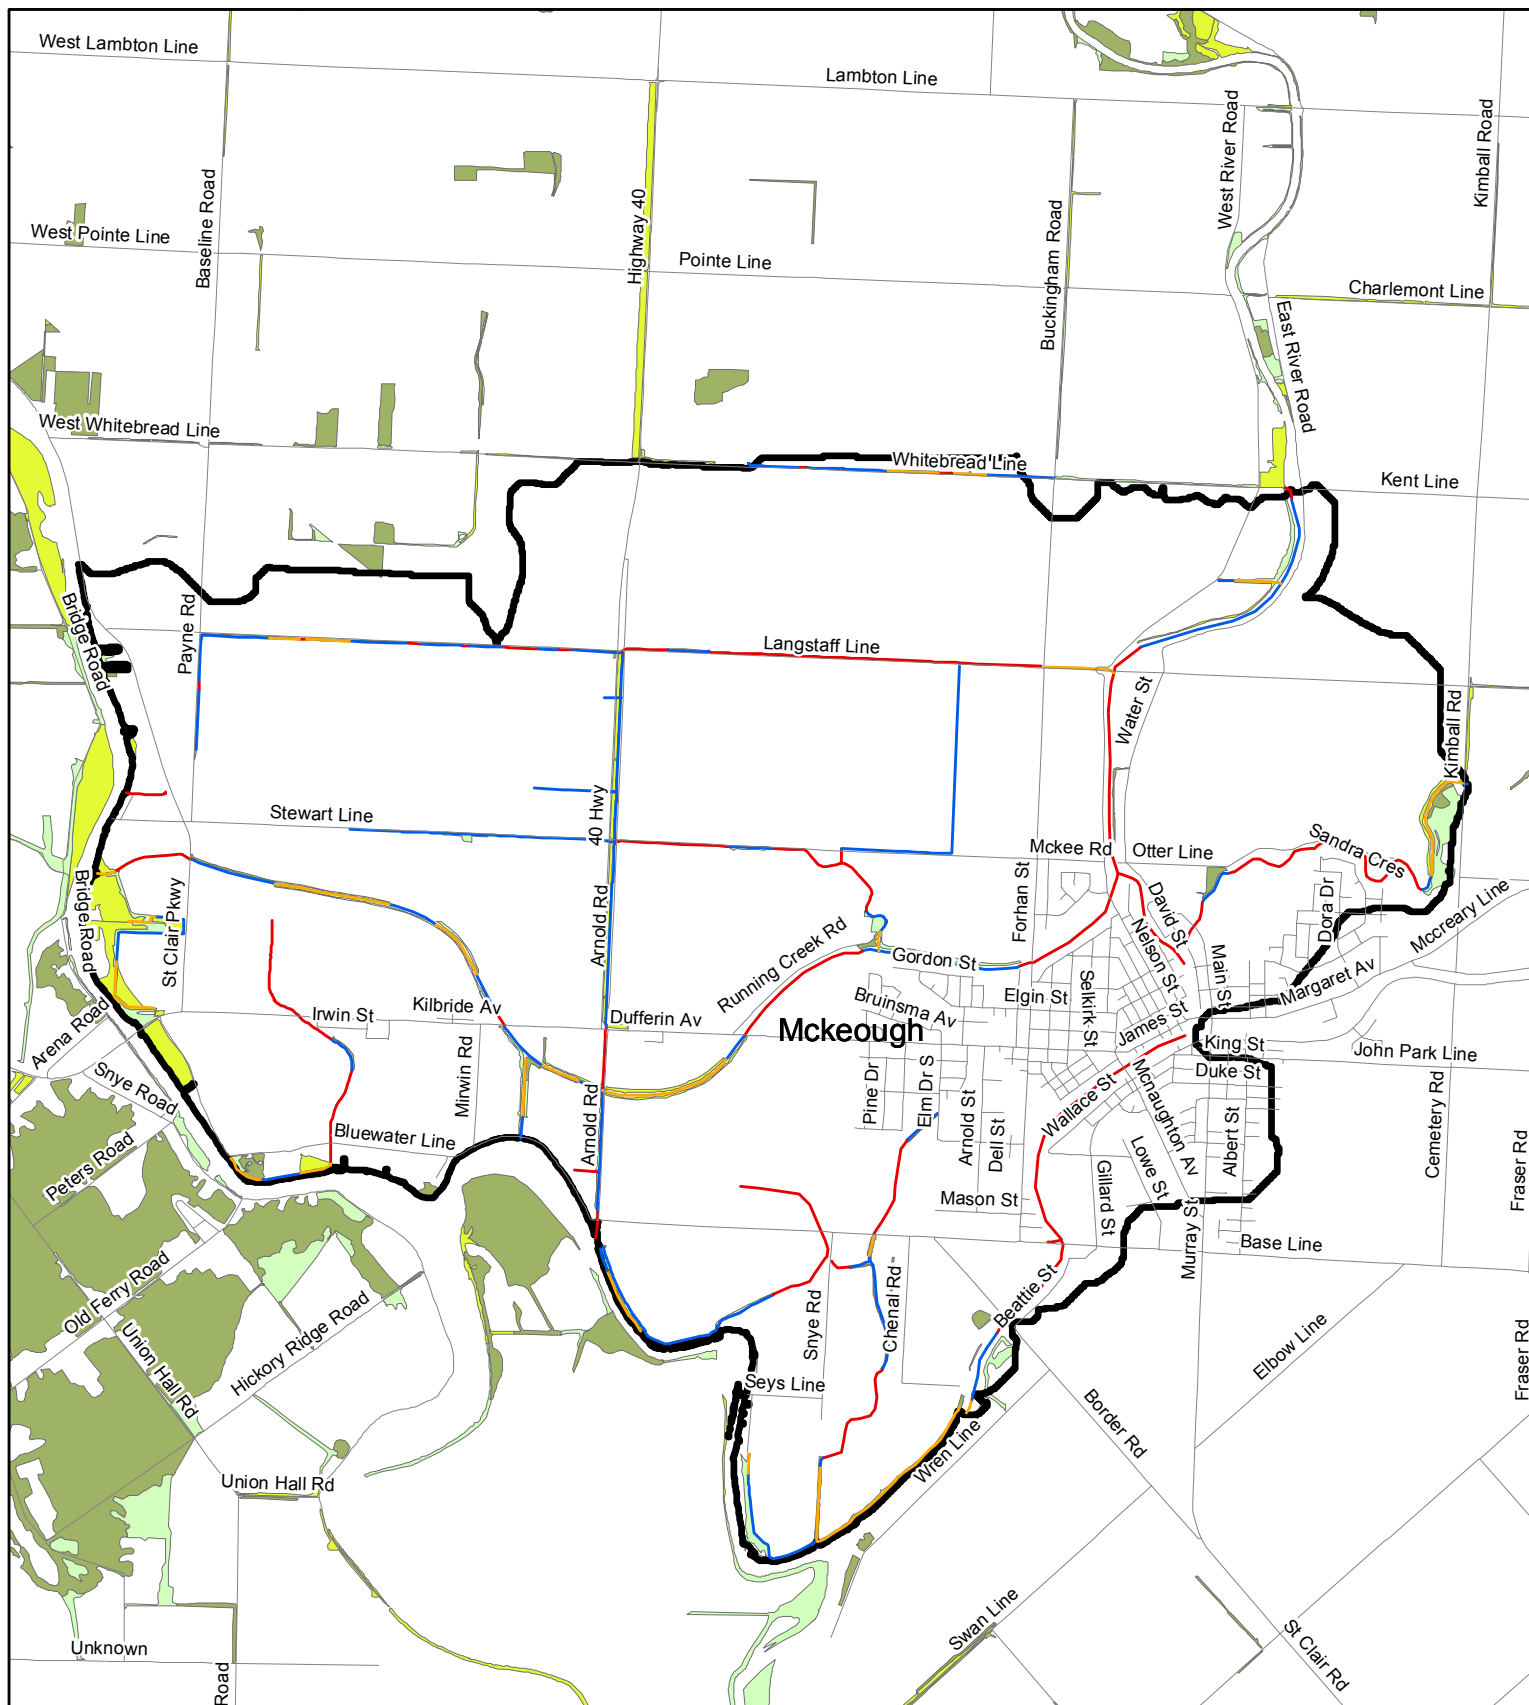 West Lambton Line
Lambton Line
West River Road
Kimball Road
Baseline Road
Highway 40
Buckingham Road
West Pointe Line
Pointe Line
Charlemont Line
East River Road
West Whitebread Line
Whitebread Line
Kent Line
Bridge Road
Payne Rd
Langstaff Line
Water St
Kimball Rd
Stewart Line
40 Hwy
Mckee Rd
Otter Line
Sandra Cres
Bridge Road
St Clair Pkwy
Arnold Rd
Running Creek Rd
Gordon St
Forhan St
David St
Nelson St
Main St
Dora Dr
Mccreary Line
Margaret Av
Arena Road
Irwin St
Kilbride Av
Dufferin Av
Bruinsma Av
Elgin St
Selkirk St
James St
Mckeough
King St
John Park Line
Duke St
Snye Road
Mirwin Rd
Arnold Rd
Pine Dr
Elm Dr S
Arnold St
Dell St
Wallace St
Mcnaughton Av
Albert St
Cemetery Rd
Fraser Rd
Peters Road
Bluewater Line
Mason St
Gillard St
Lowe St
Murray St
Base Line
Old Ferry Road
Union Hall Rd
Hickory Ridge Road
Snye Rd
Chenal Rd
Beattie St
Elbow Line
Fraser Rd
Seys Line
Border Rd
Wren Line
Union Hall Rd
Swan Line
St Clair Rd
Unknown
Road